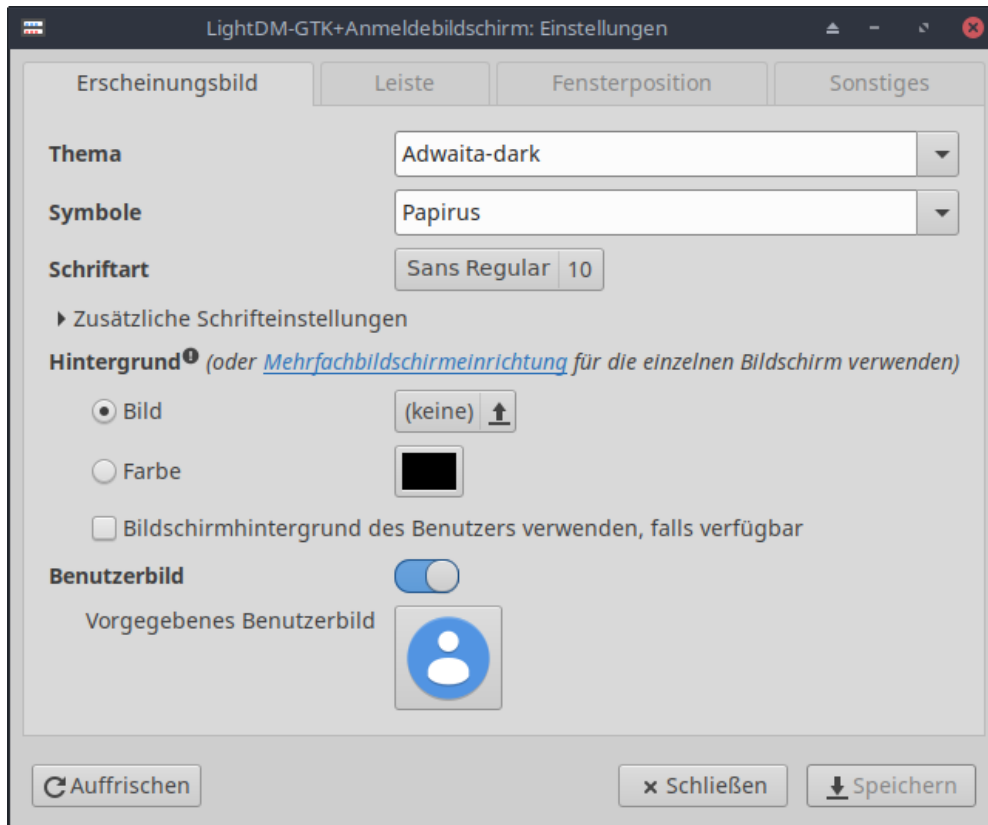 LightDM-GTK+Anmeldebildschirm: Einstellungen
Erscheinungsbild Leiste Fensterposition Sonstiges
Thema Adwaita-dark
Symbole Papirus
Schriftart Sans Regular 10
Zusätzliche Schrifteinstellungen
Hintergrund (oder Mehrfachbildschirmeinrichtung für die einzelnen Bildschirm verwenden)
Bild (keine)
Farbe
Bildschirmhintergrund des Benutzers verwenden, falls verfügbar
Benutzerbild
Vorgegebenes Benutzerbild
Auffrischen Schließen Speichern